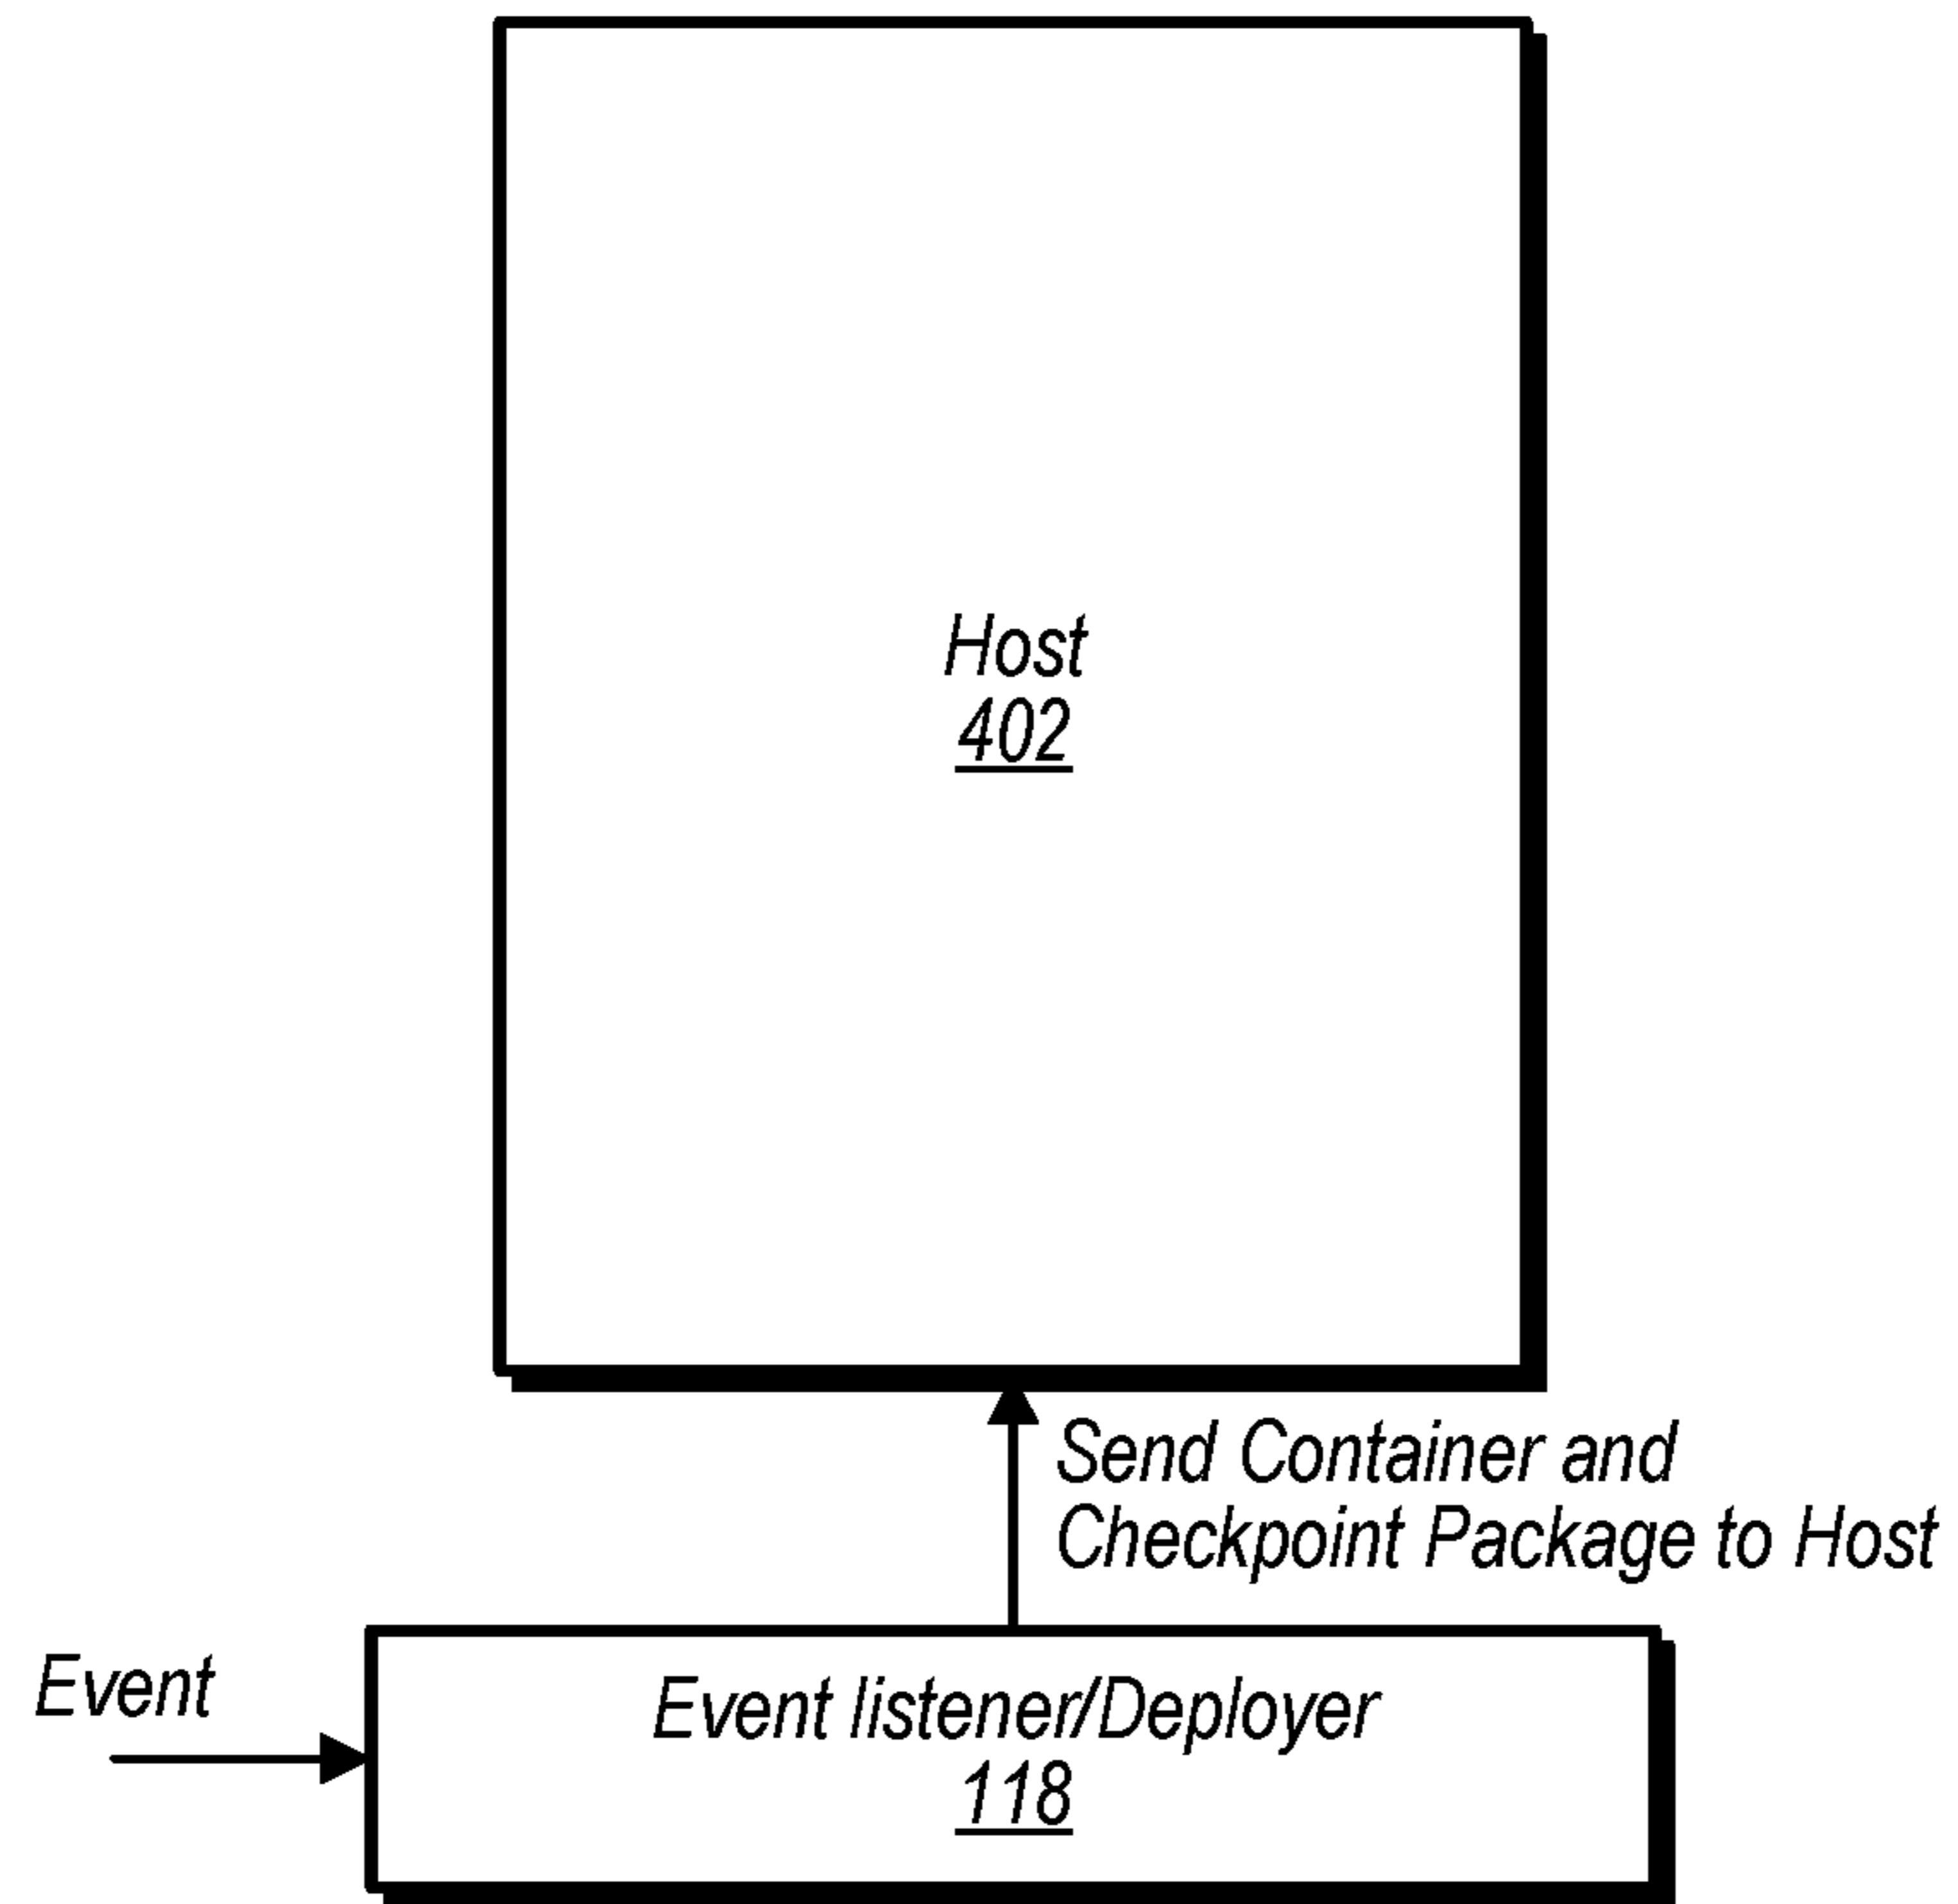 Host
402
Send Container and
Checkpoint Package to Host
Event
Event listener/Deployer
118